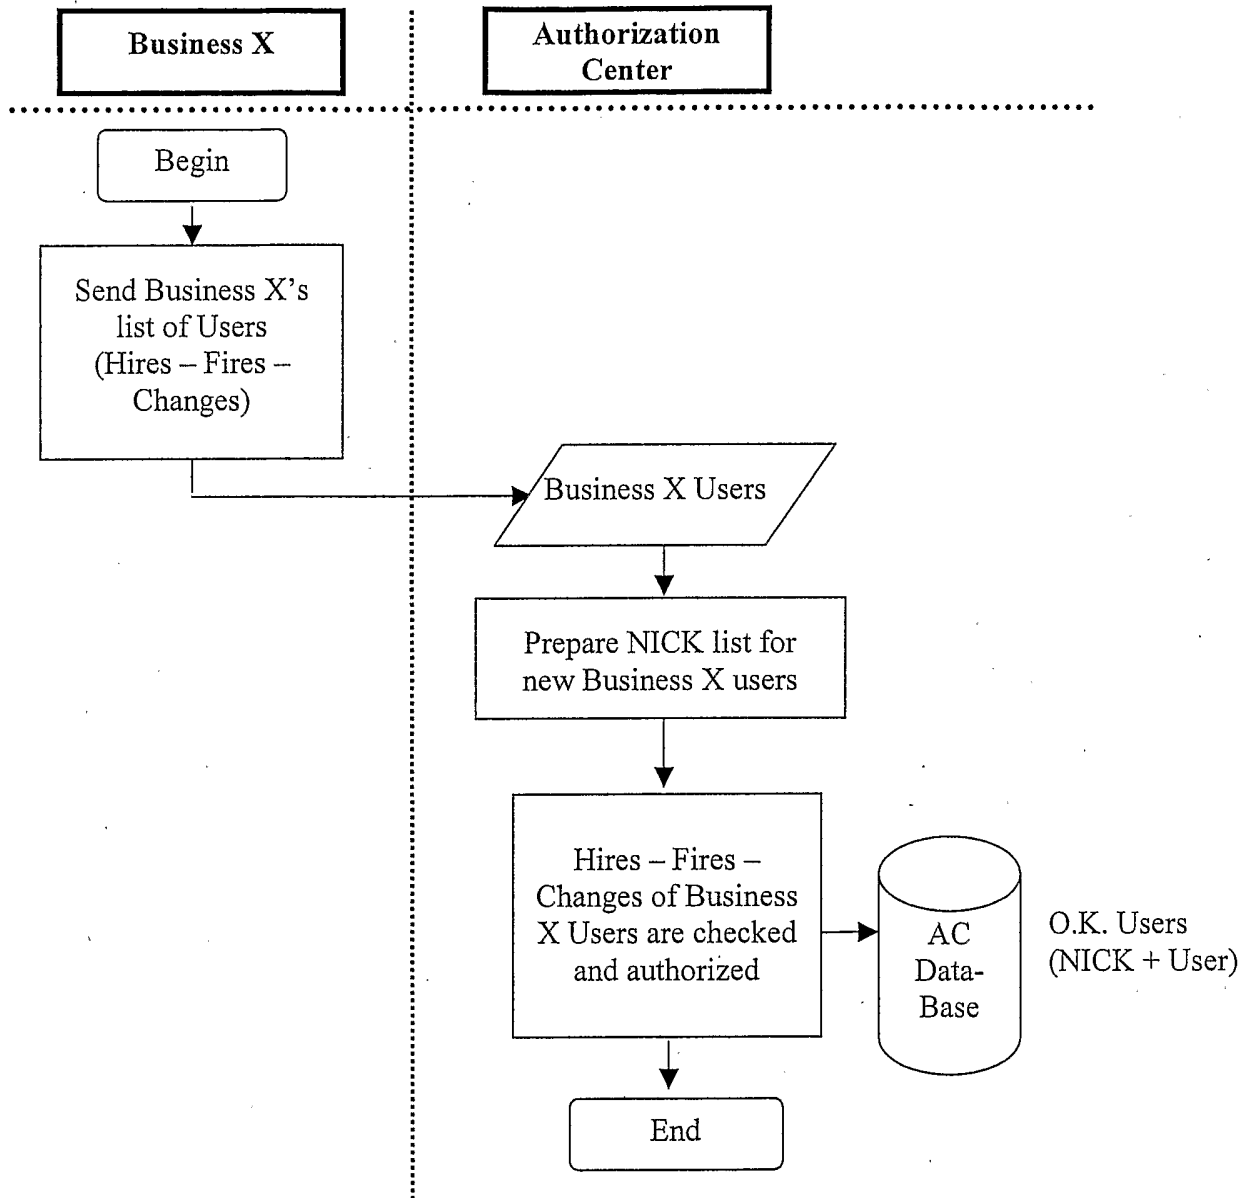 Business X
Authorization
Center
Begin
Send Business X's
list of Users
(Hires – Fires –
Changes)
Business X Users
Prepare NICK list for
new Business X users
Hires – Fires –
Changes of Business
X Users are checked
and authorized
AC
Data-
Base
O.K. Users
(NICK + User)
End